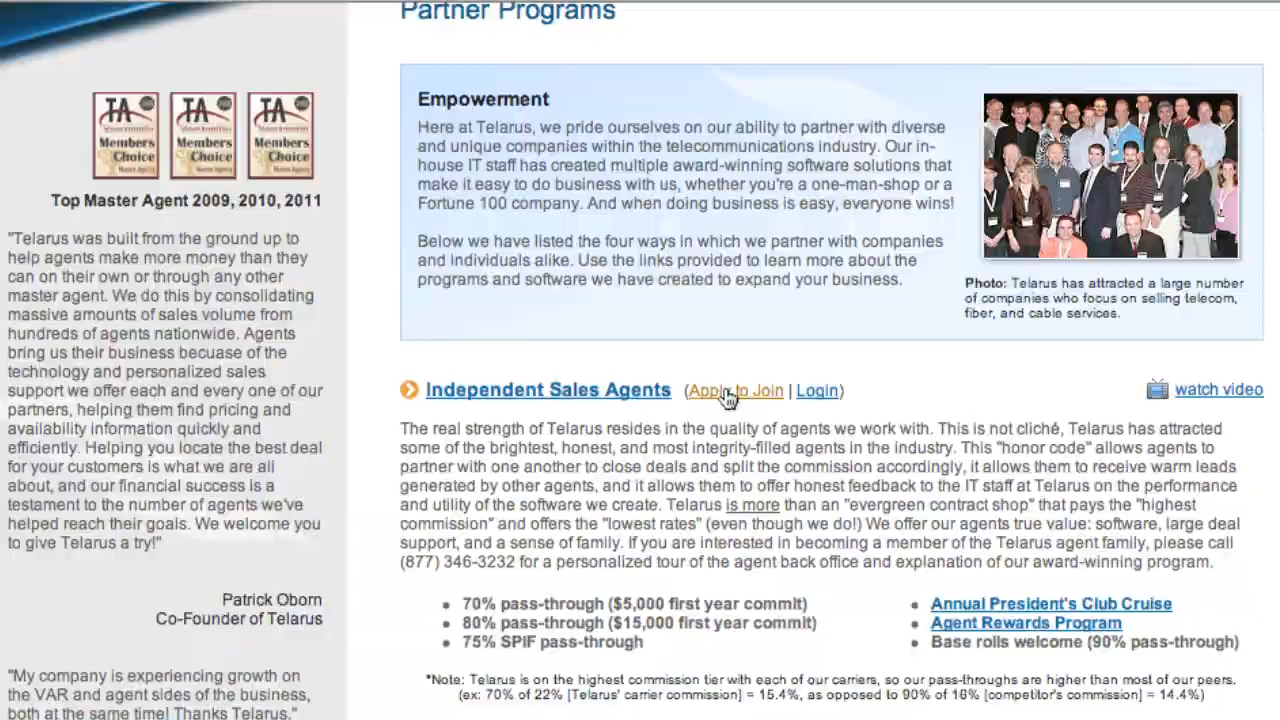 Partner Programs
TA TA TA
Members Members Members
Choice Choice Choice
Top Master Agent 2009, 2010, 2011
"Telarus was built from the ground up to
help agents make more money than they
can on their own or through any other
master agent. We do this by consolidating
massive amounts of sales volume from
hundreds of agents nationwide. Agents
bring us their business becuase of the
technology and personalized sales
support we offer each and every one of our
partners, helping them find pricing and
availability information quickly and
efficiently. Helping you locate the best deal
for your customers is what we are all
about, and our financial success is a
testament to the number of agents we've
helped reach their goals. We welcome you
to give Telarus a try!"
Patrick Oborn
Co-Founder of Telarus
"My company is experiencing growth on
the VAR and agent sides of the business,
both at the same time! Thanks Telarus."
Empowerment
Here at Telarus, we pride ourselves on our ability to partner with diverse
and unique companies within the telecommunications industry. Our in-
house IT staff has created multiple award-winning software solutions that
make it easy to do business with us, whether you're a one-man-shop or a
Fortune 100 company. And when doing business is easy, everyone wins!
Below we have listed the four ways in which we partner with companies
and individuals alike. Use the links provided to learn more about the
programs and software we have created to expand your business.
Photo: Telarus has attracted a large number
of companies who focus on selling telecom,
fiber, and cable services.
Independent Sales Agents (Apply to Join | Login) watch video
The real strength of Telarus resides in the quality of agents we work with. This is not cliché, Telarus has attracted
some of the brightest, honest, and most integrity-filled agents in the industry. This "honor code" allows agents to
partner with one another to close deals and split the commission accordingly, it allows them to receive warm leads
generated by other agents, and it allows them to offer honest feedback to the IT staff at Telarus on the performance
and utility of the software we create. Telarus is more than an "evergreen contract shop" that pays the "highest
commission" and offers the "lowest rates" (even though we do!) We offer our agents true value: software, large deal
support, and a sense of family. If you are interested in becoming a member of the Telarus agent family, please call
(877) 346-3232 for a personalized tour of the agent back office and explanation of our award-winning program.
70% pass-through ($5,000 first year commit)
80% pass-through ($15,000 first year commit)
75% SPIF pass-through
Annual President's Club Cruise
Agent Rewards Program
Base rolls welcome (90% pass-through)
*Note: Telarus is on the highest commission tier with each of our carriers, so our pass-throughs are higher than most of our peers.
(ex: 70% of 22% [Telarus' carrier commission] = 15.4%, as opposed to 90% of 16% [competitor's commission] = 14.4%)